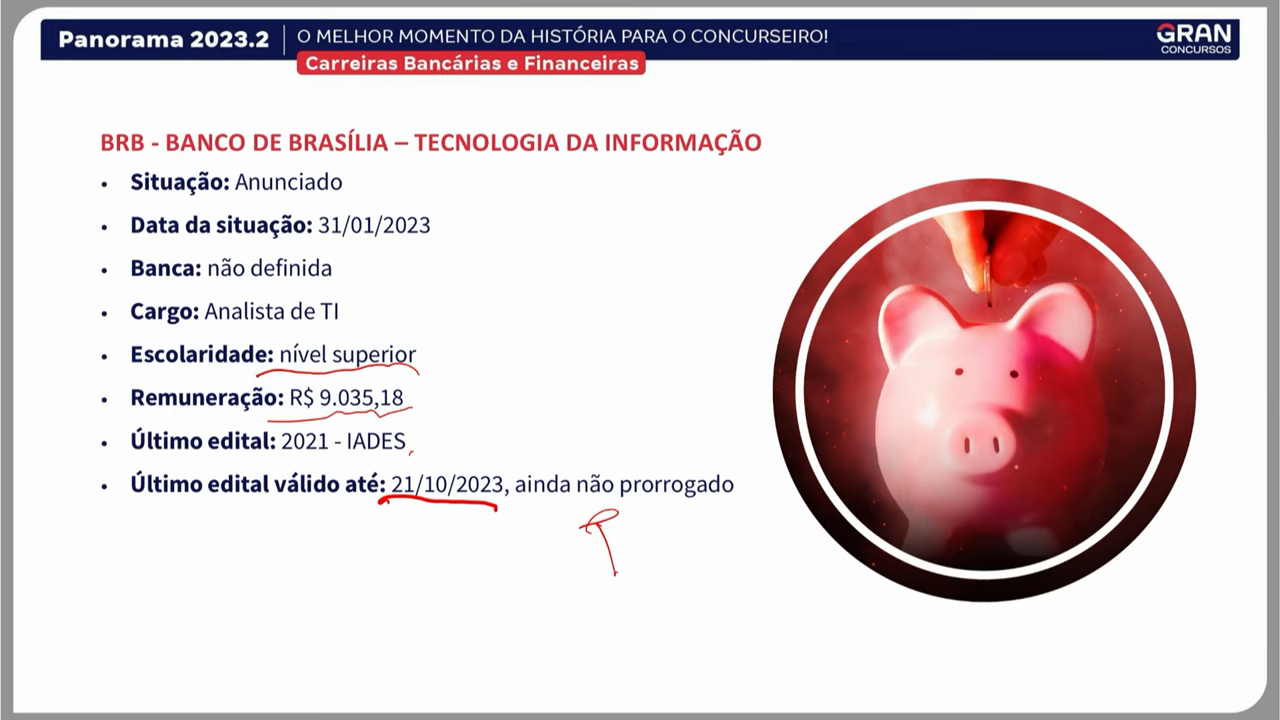 Panorama 2023.2
O MELHOR MOMENTO DA HISTÓRIA PARA O CONCURSEIRO!
Carreiras Bancárias e Financeiras
GRAN
CONCURSOS
BRB - BANCO DE BRASÍLIA – TECNOLOGIA DA INFORMAÇÃO
• Situação: Anunciado
• Data da situação: 31/01/2023
• Banca: não definida
• Cargo: Analista de TI
• Escolaridade: nível superior
• Remuneração: R$ 9.035,18
• Último edital: 2021 - IADES
• Último edital válido até: 21/10/2023, ainda não prorrogado